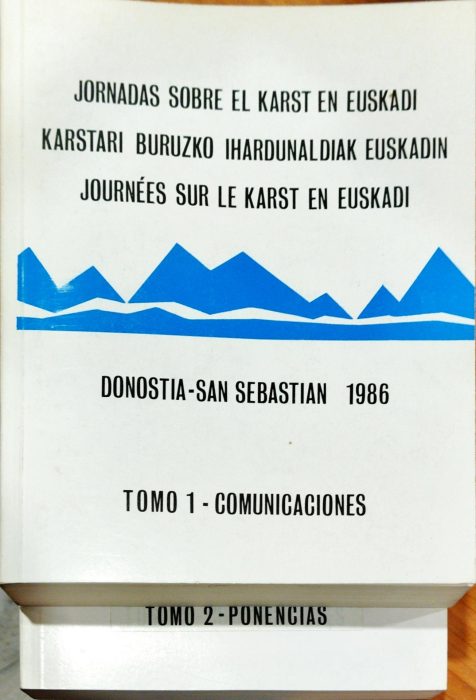 JORNADAS SOBRE EL KARST EN EUSKADI
KARSTARI BURUZKO IHARDUNALDIAK EUSKADIN
JOURNÉES SUR LE KARST EN EUSKADI
DONOSTIA-SAN SEBASTIAN 1986
TOMO 1 - COMUNICACIONES
TOMO 2 - PONENCIAS